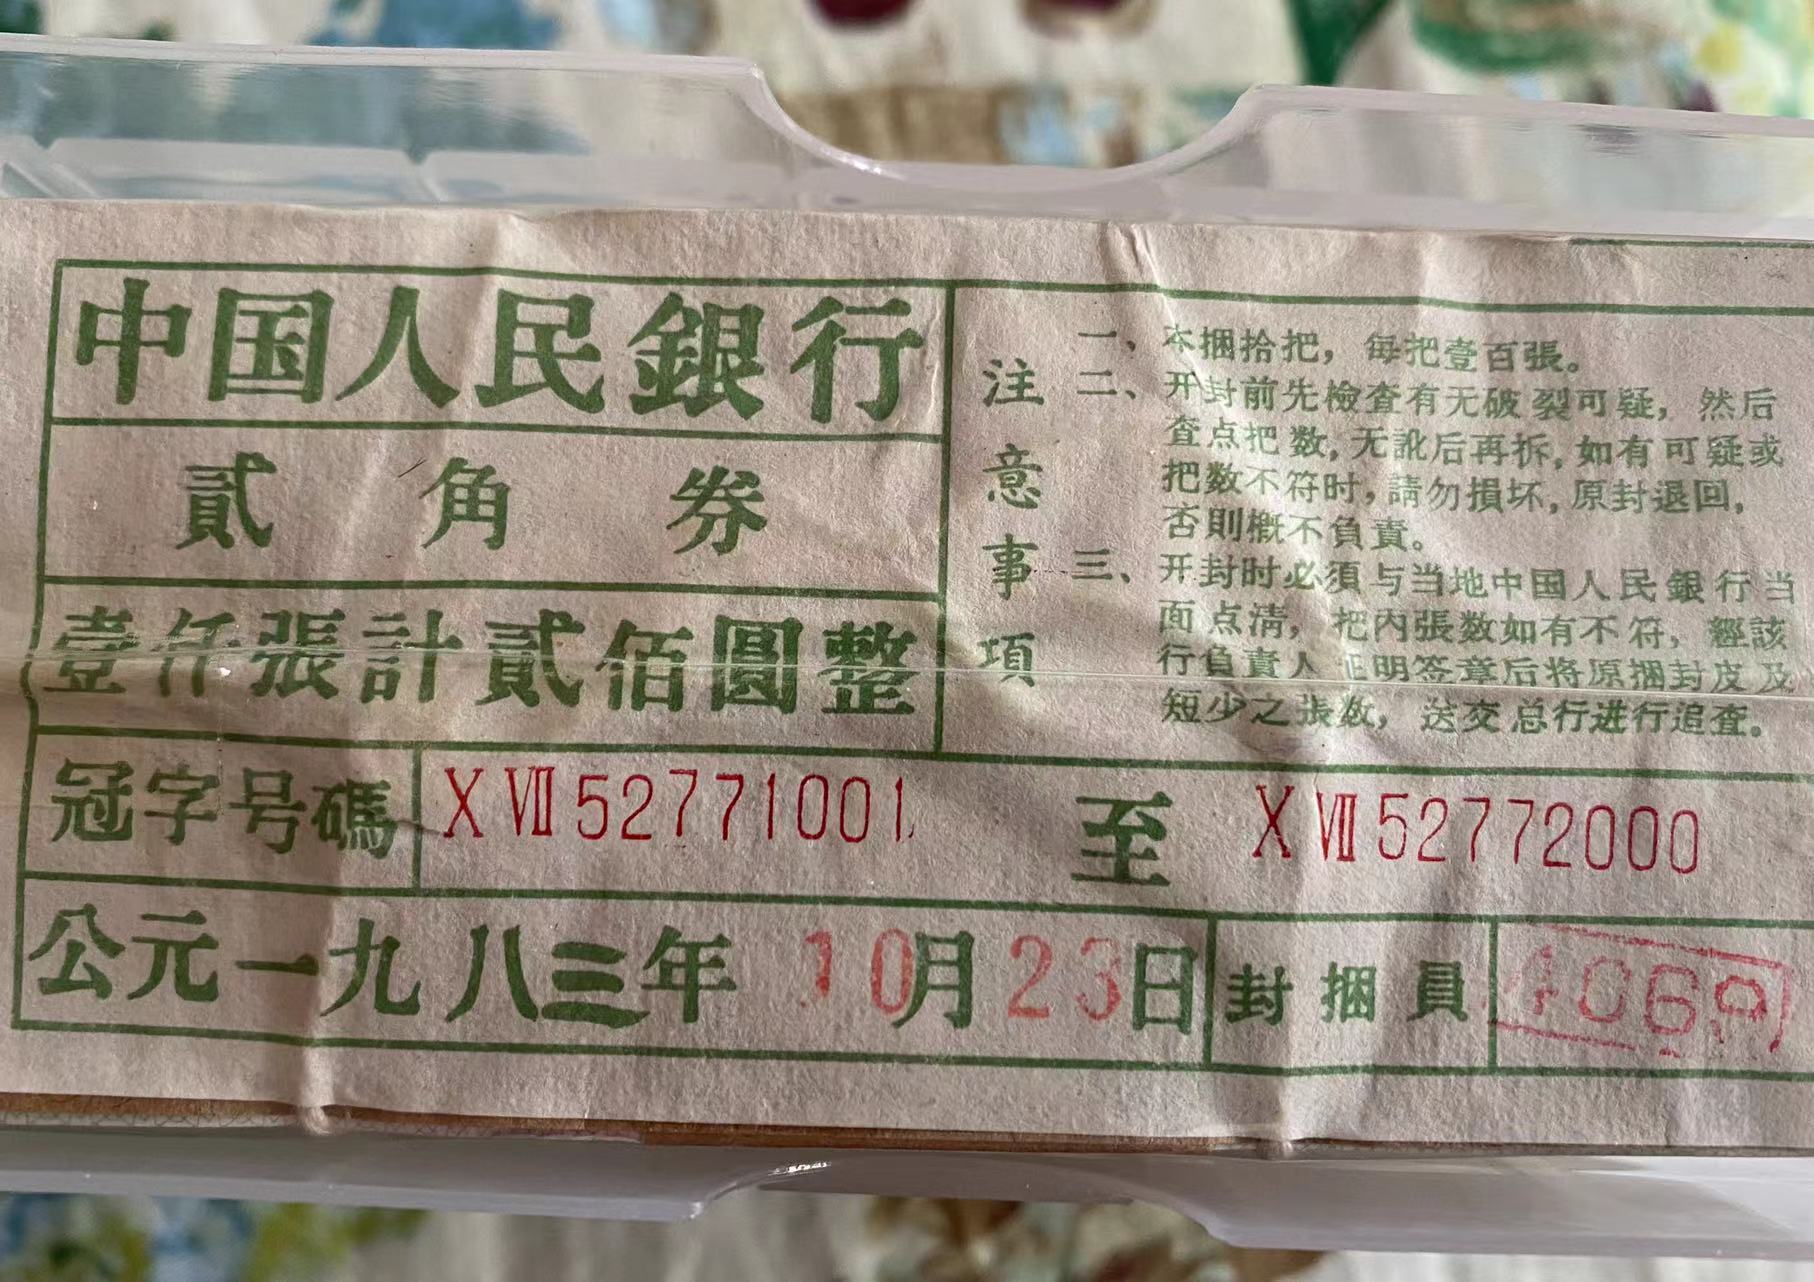 中国人民銀行
貳角券
壹仟張計貳佰圓整
注意事項
一、本捆拾把，每把壹百張。
二、开封前先檢查有无破裂可疑，然后
查点把数，无訛后再拆，如有可疑或
把数不符时，請勿損坏，原封退回，
否則概不負責。
三、开封时必須与当地中国人民銀行当
面点清，把內張数如有不符，經該
行負責人証明签章后将原捆封皮及
短少之張数，送交总行进行追查。
冠字号碼 XⅦ52771001 至 XⅦ52772000
公元一九八三年10月23日 封捆員 4069